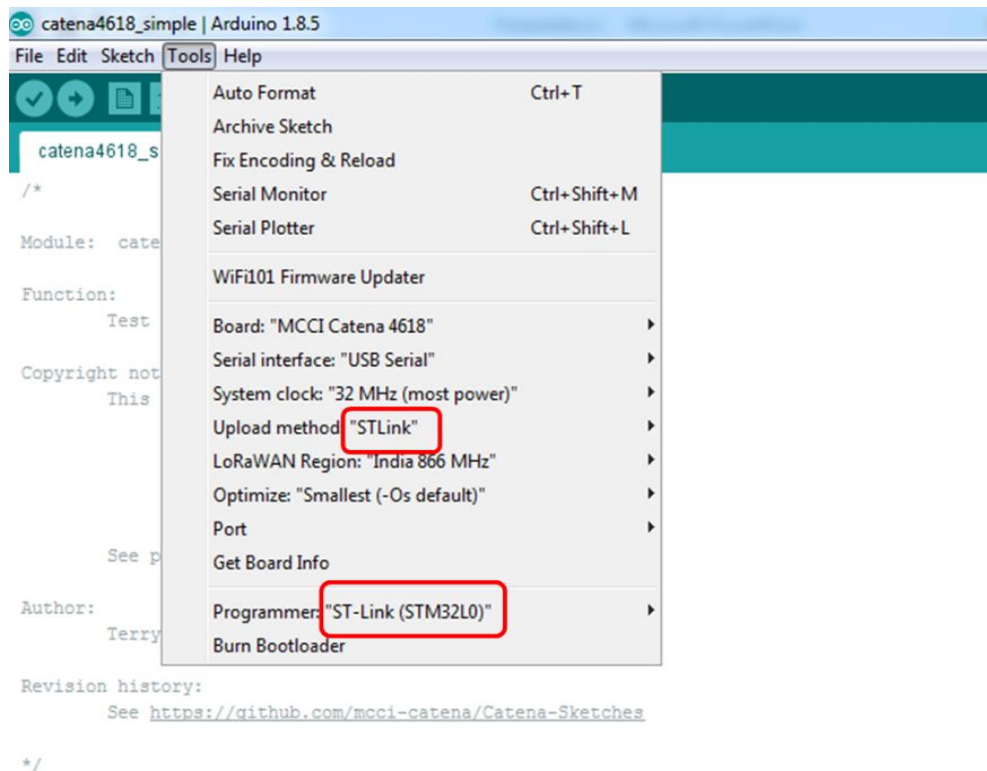 catena4618_simple | Arduino 1.8.5
File Edit Sketch Tools Help
catena4618_s
Auto Format Ctrl+T
Archive Sketch
Fix Encoding & Reload
Serial Monitor Ctrl+Shift+M
Serial Plotter Ctrl+Shift+L
WiFi101 Firmware Updater
Board: "MCCI Catena 4618"
Serial interface: "USB Serial"
System clock: "32 MHz (most power)"
Upload method: "STLink"
LoRaWAN Region: "India 866 MHz"
Optimize: "Smallest (-Os default)"
Port
Get Board Info
Programmer: "ST-Link (STM32L0)"
Burn Bootloader
/*
Module: cate
Function:
Test
Copyright not
This
See p
Author:
Terry
Revision history:
See https://github.com/mcci-catena/Catena-Sketches
*/